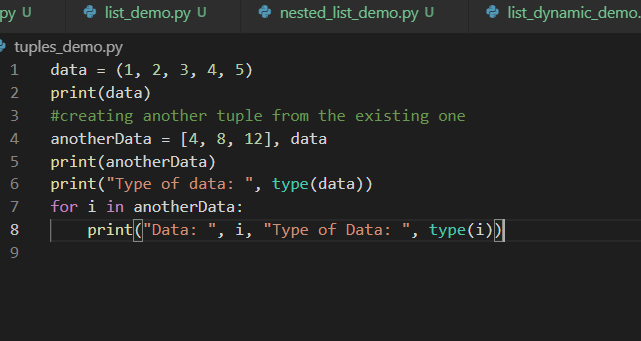 py U list_demo.py U nested_list_demo.py U list_dynamic_demo.
tuples_demo.py
1 data = (1, 2, 3, 4, 5)
2 print(data)
3 #creating another tuple from the existing one
4 anotherData = [4, 8, 12], data
5 print(anotherData)
6 print("Type of data: ", type(data))
7 for i in anotherData:
8     print("Data: ", i, "Type of Data: ", type(i))
9